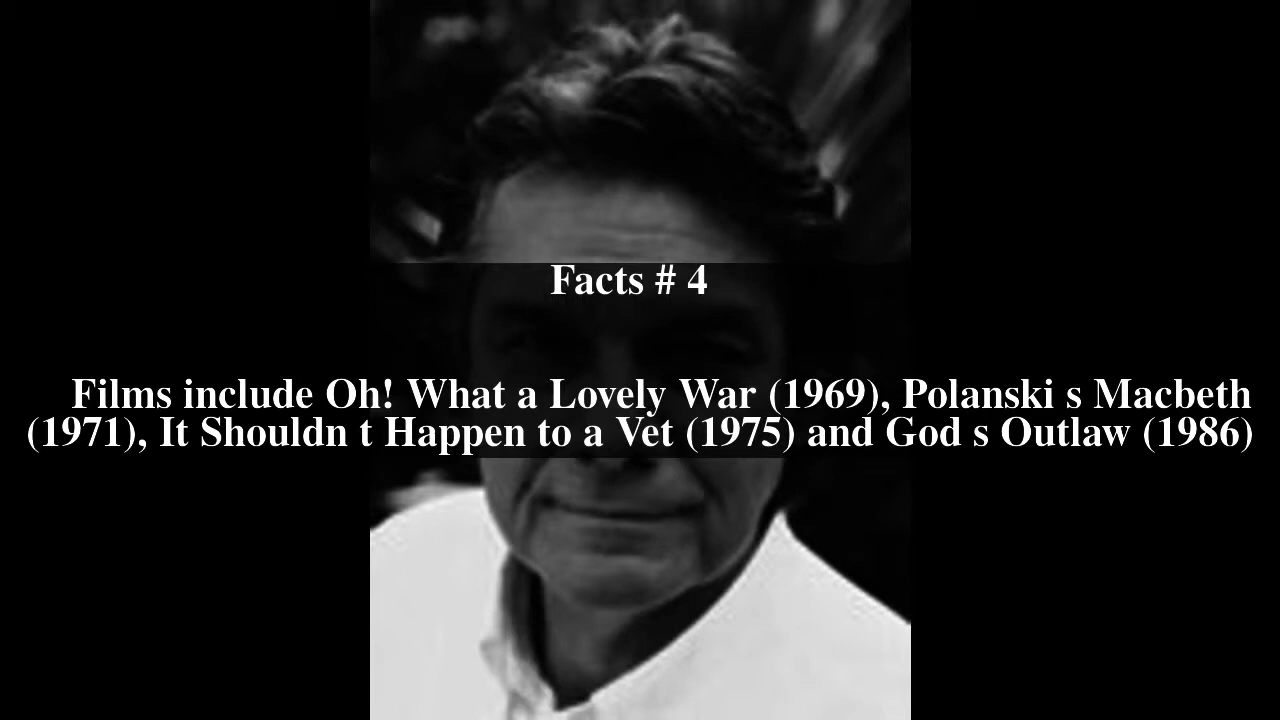 Facts # 4
Films include Oh! What a Lovely War (1969), Polanski s Macbeth
(1971), It Shouldn t Happen to a Vet (1975) and God s Outlaw (1986)